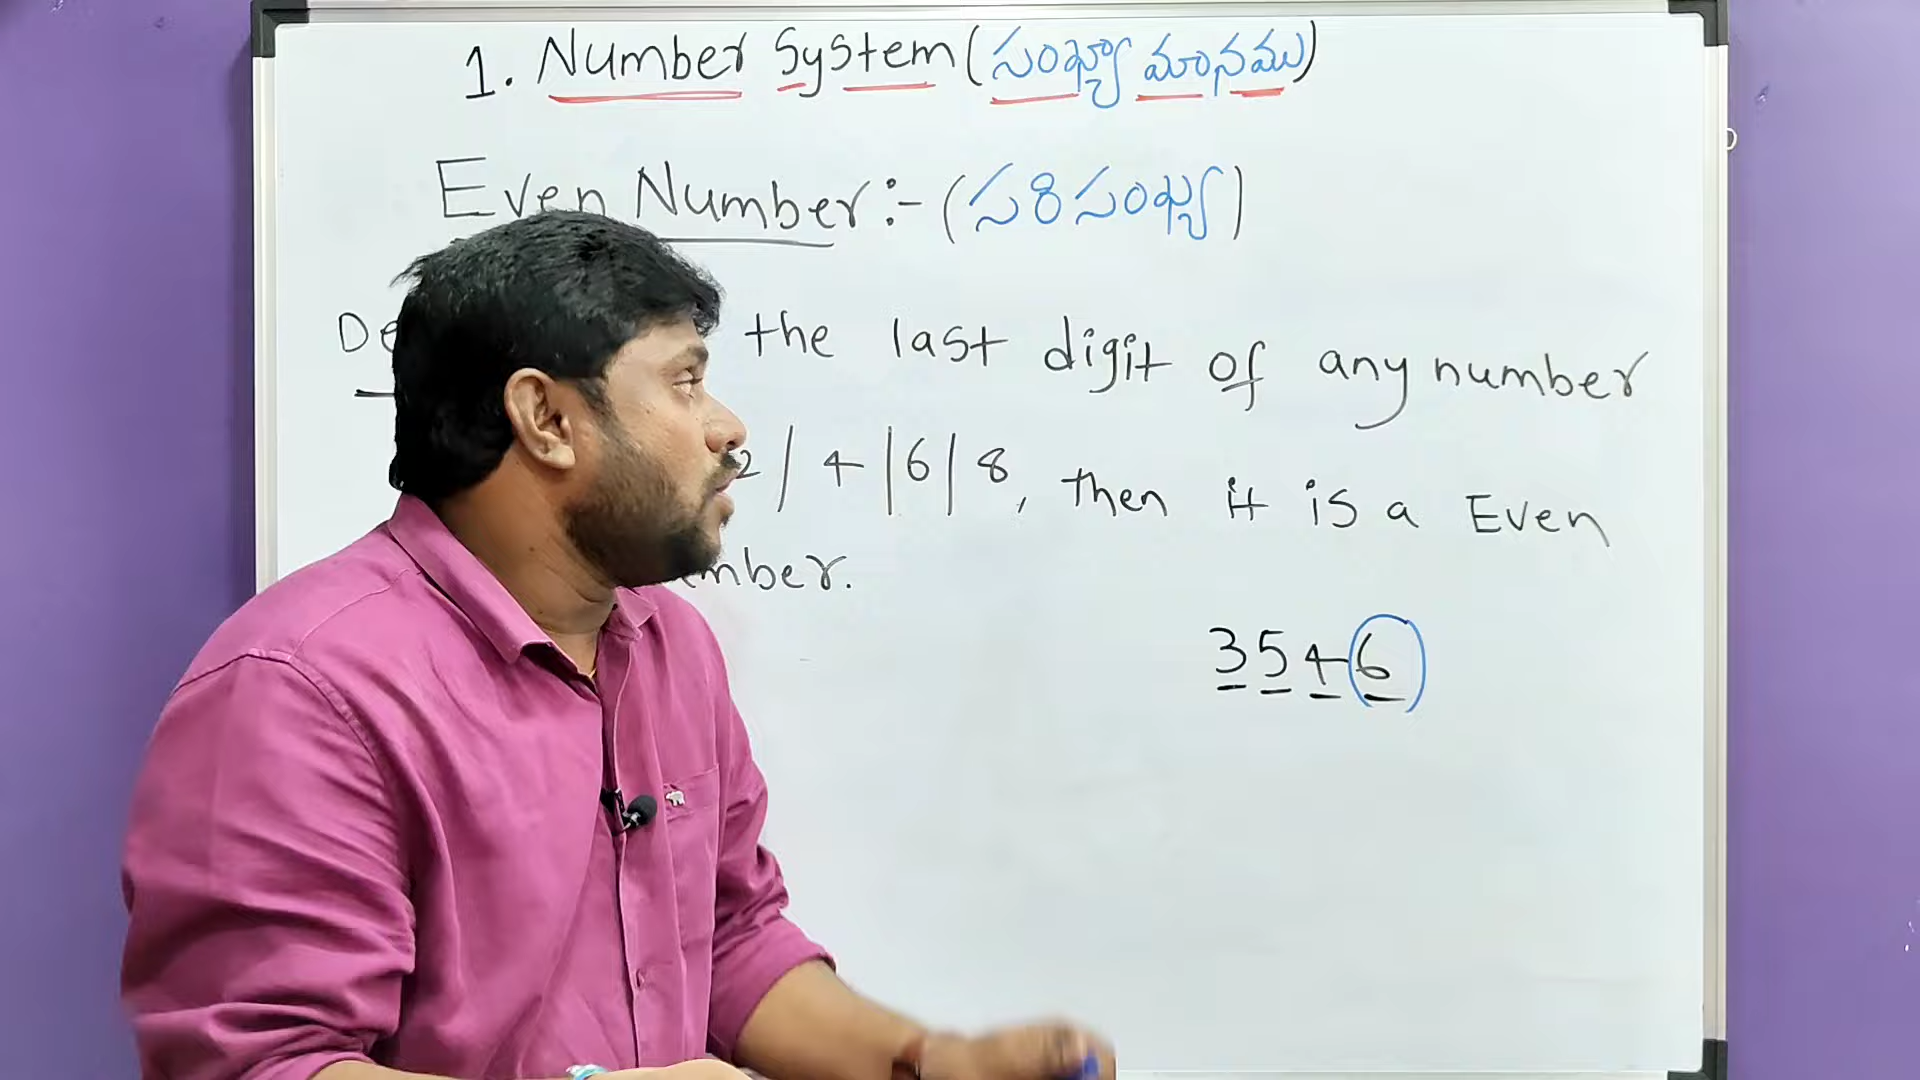 1. Number System (సంఖ్యా మానము)
Even Number :- (సరి సంఖ్య)
the last digit of any number
2/4/6/8, then it is a Even
3546